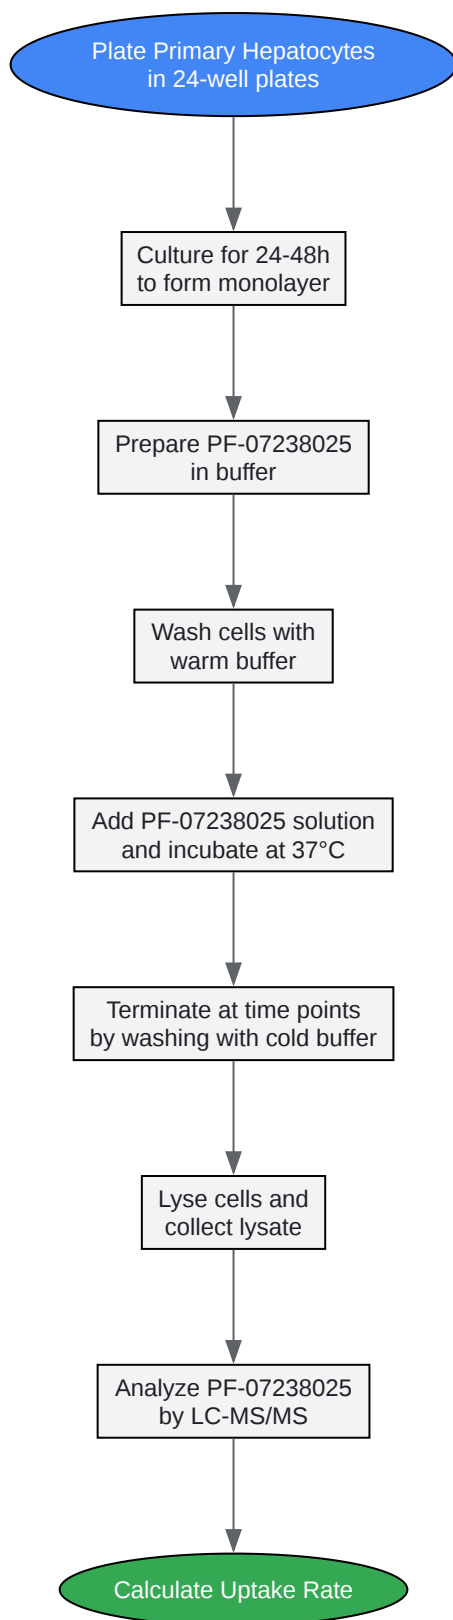 Plate Primary Hepatocytes
in 24-well plates
Culture for 24-48h
to form monolayer
Prepare PF-07238025
in buffer
Wash cells with
warm buffer
Add PF-07238025 solution
and incubate at 37°C
Terminate at time points
by washing with cold buffer
Lyse cells and
collect lysate
Analyze PF-07238025
by LC-MS/MS
Calculate Uptake Rate